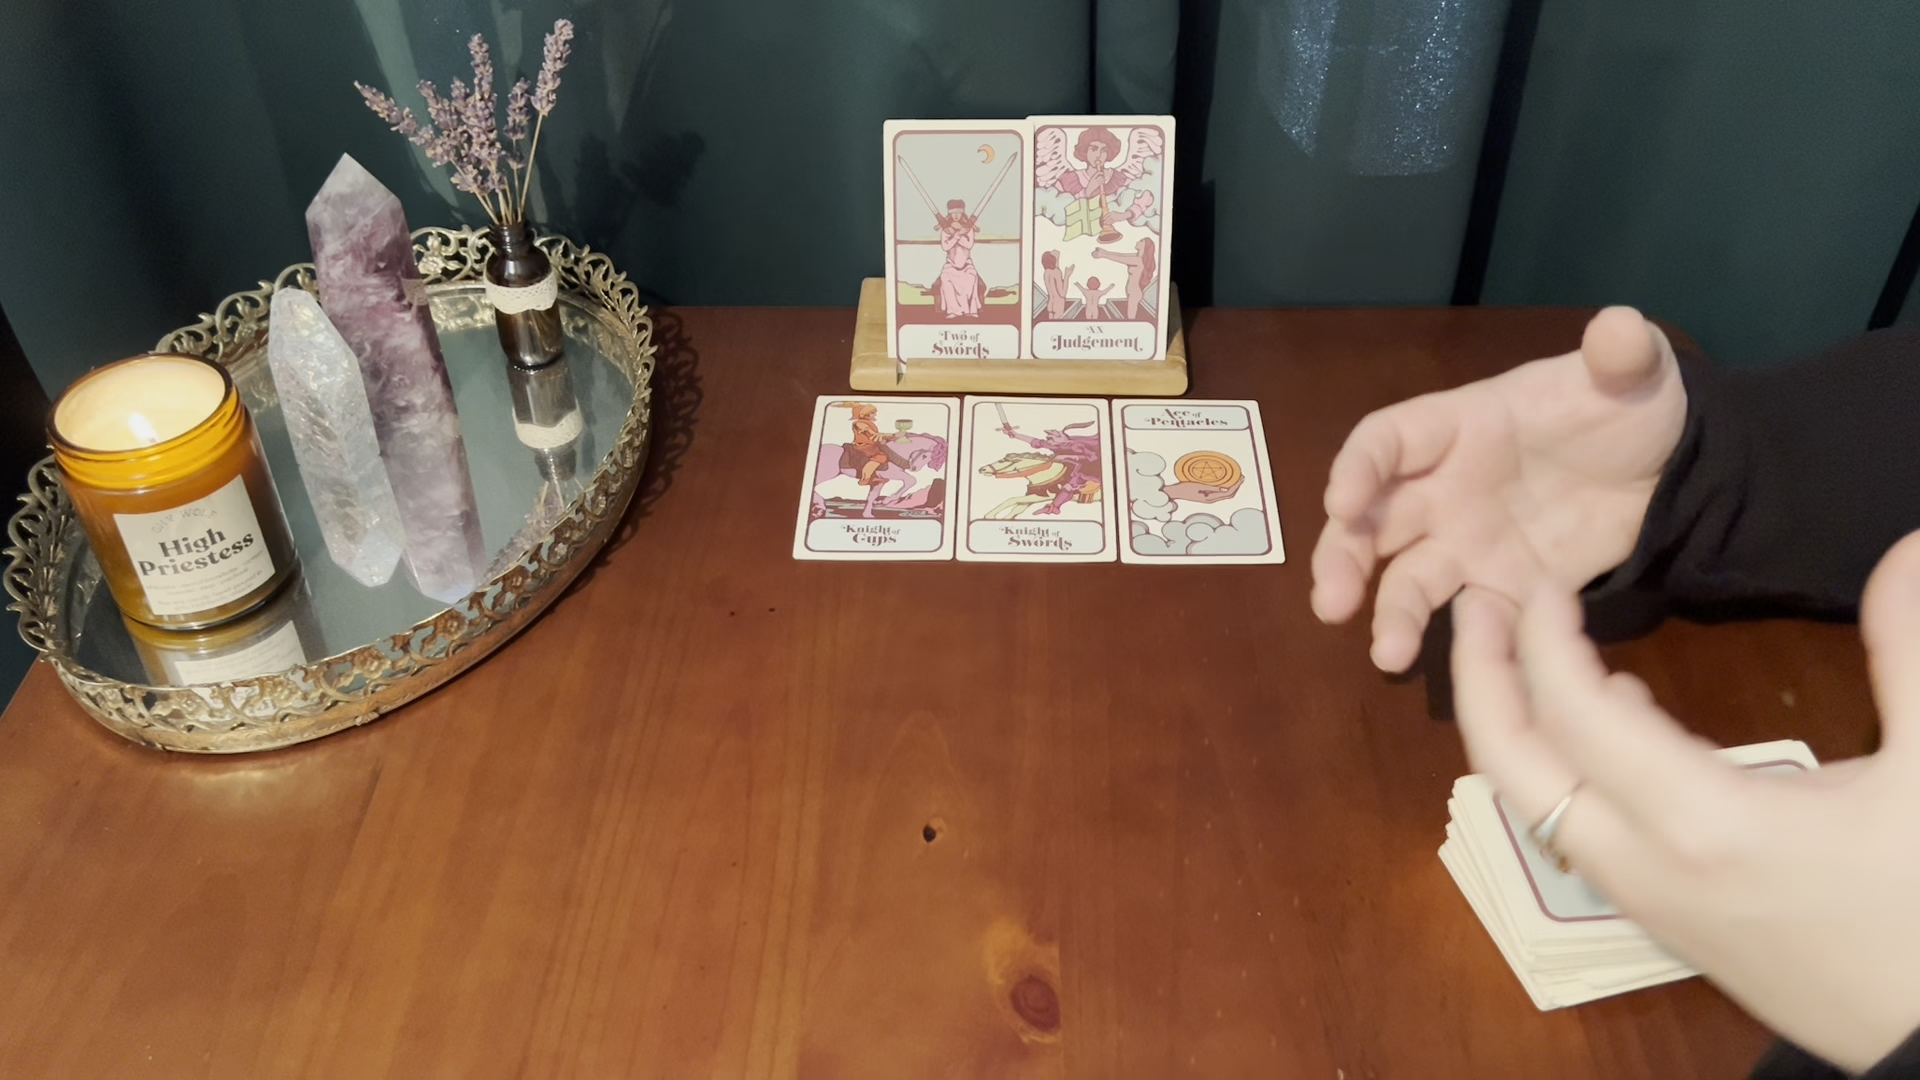 Two of
Swords
XX
Judgement
Knight of
Cups
Knight of
Swords
Ace of
Pentacles
High
Priestess